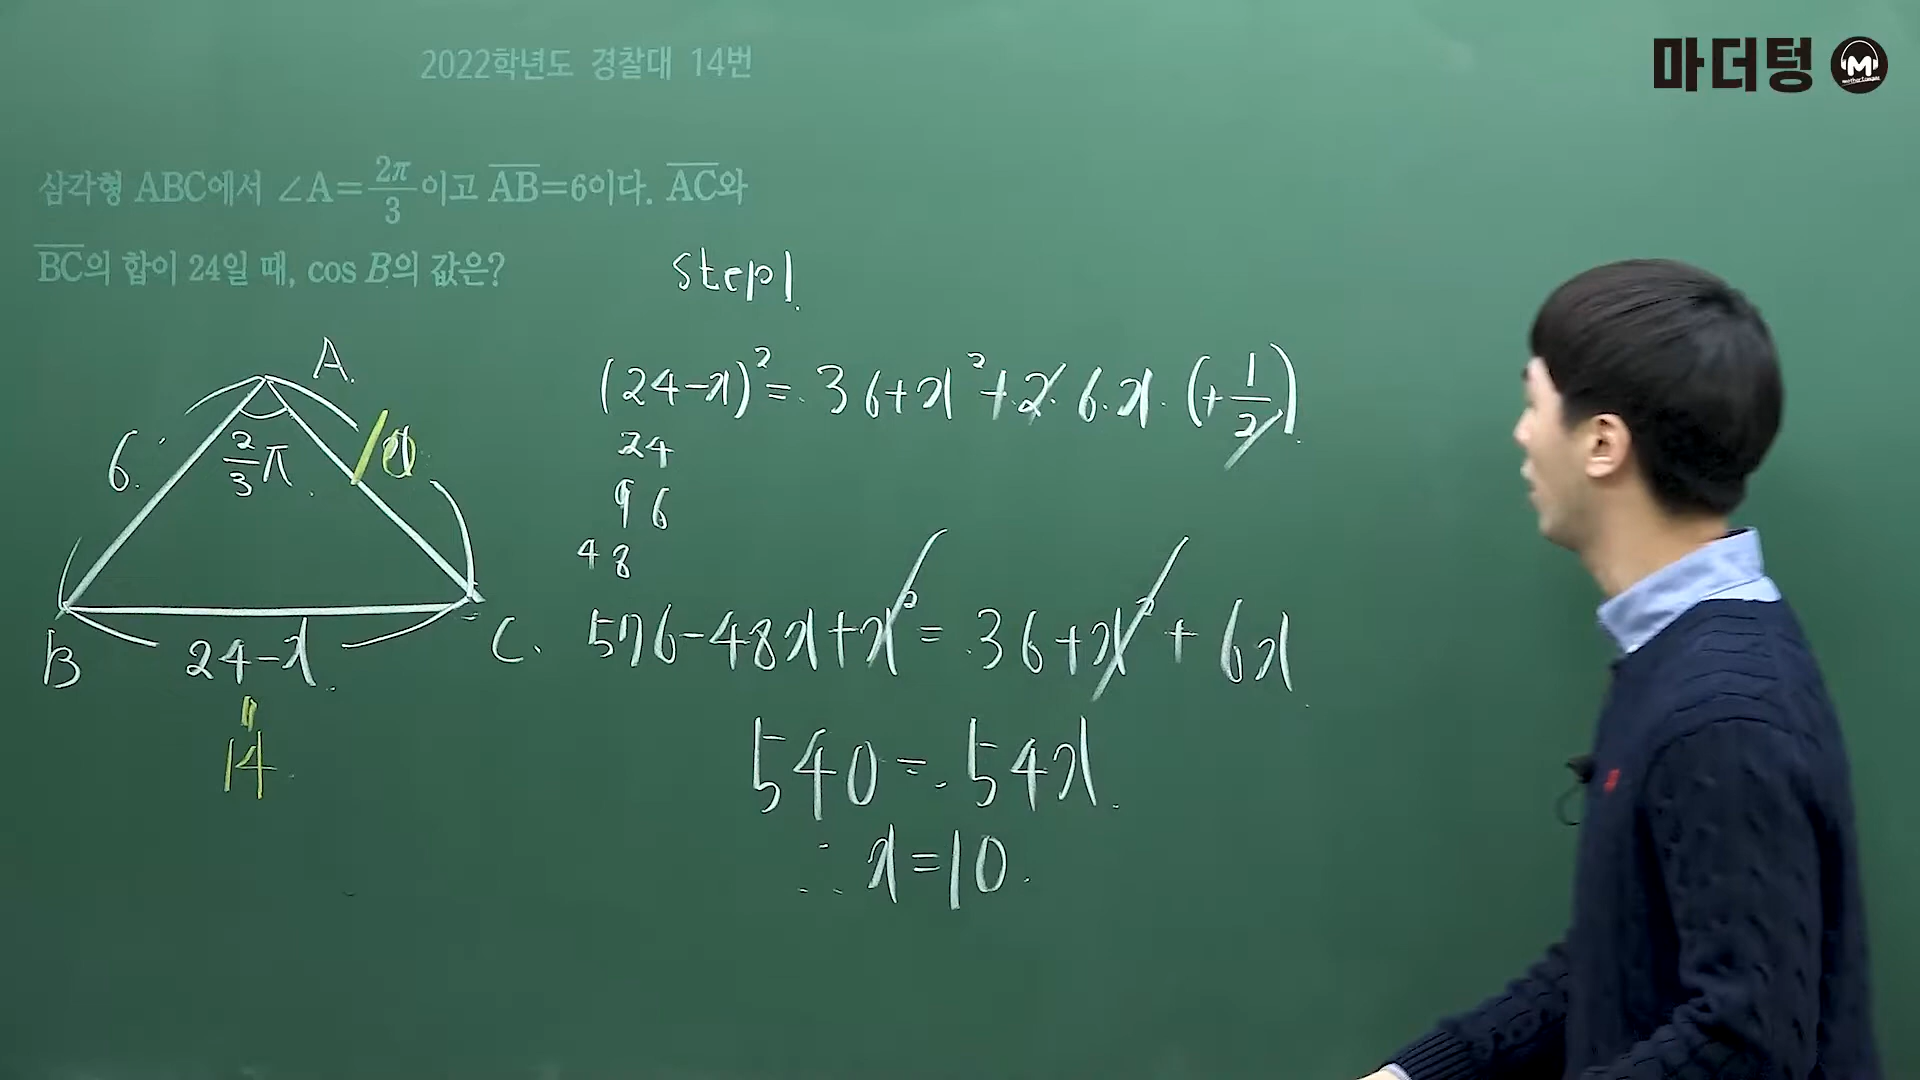 2022학년도 경찰대 14번
마더텅 M
삼각형 ABC에서 ∠A=2π/3이고 AB=6이다. AC와
BC의 합이 24일 때, cos B의 값은?
step1
A
6
2/3π
10
B
24-x
C
"
14
(24-x)²=36+x²+2·6·x·(+1/2)
24
96
48
576-48x+x²=36+x²+6x
540=54x
∴ x=10